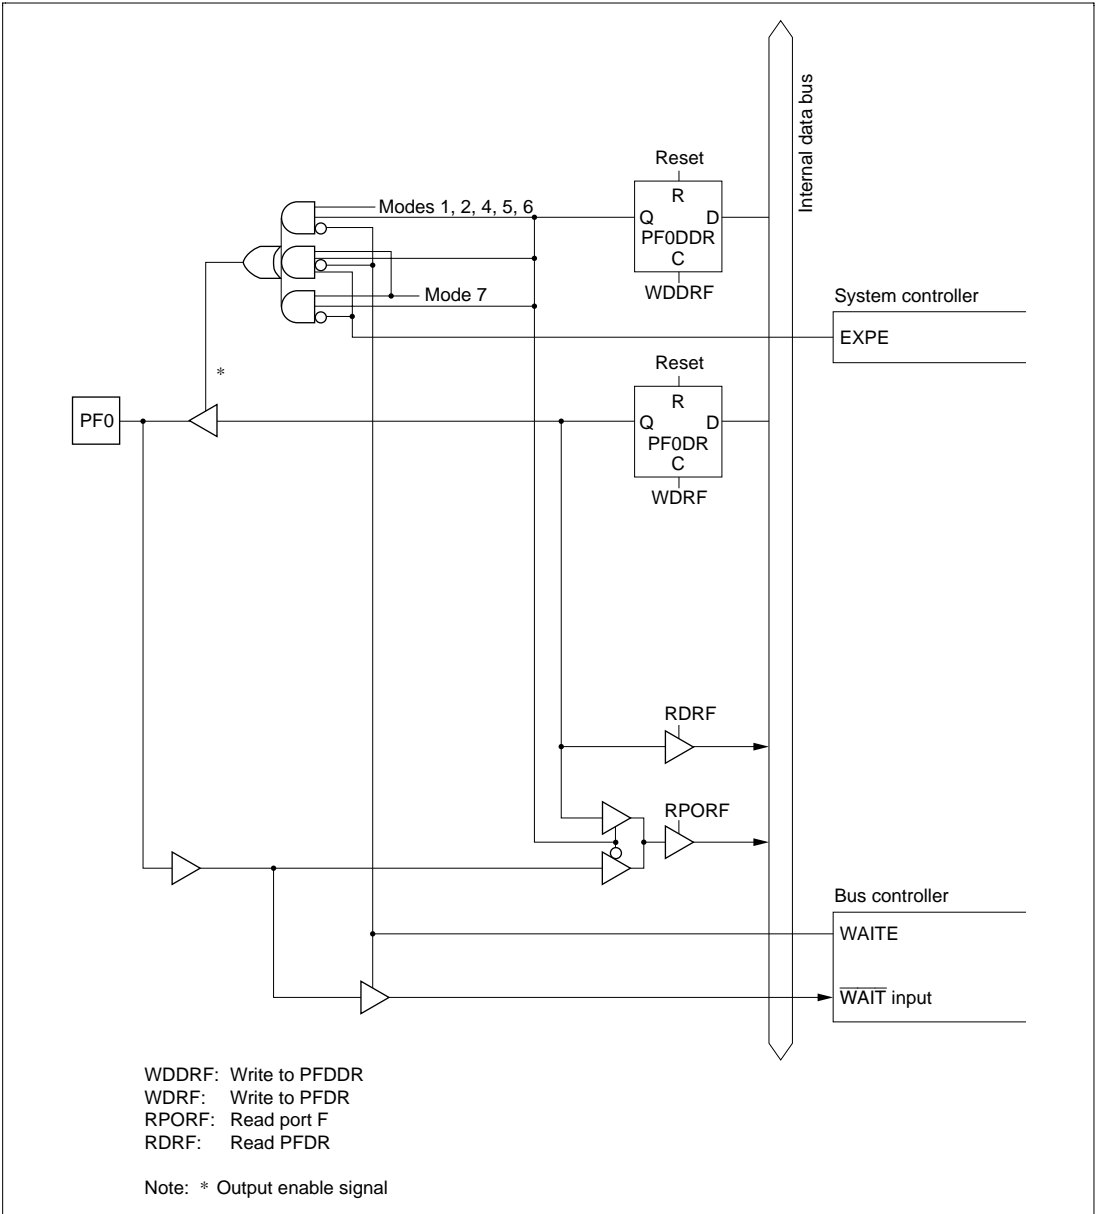 Internal data bus
Reset
R
Modes 1, 2, 4, 5, 6
Q D
PF0DDR
C
WDDRF
Mode 7
System controller
EXPE
Reset
*
R
PF0
Q D
PF0DR
C
WDRF
RDRF
RPORF
Bus controller
WAITE
WAIT input
WDDRF: Write to PFDDR
WDRF: Write to PFDR
RPORF: Read port F
RDRF: Read PFDR
Note: * Output enable signal